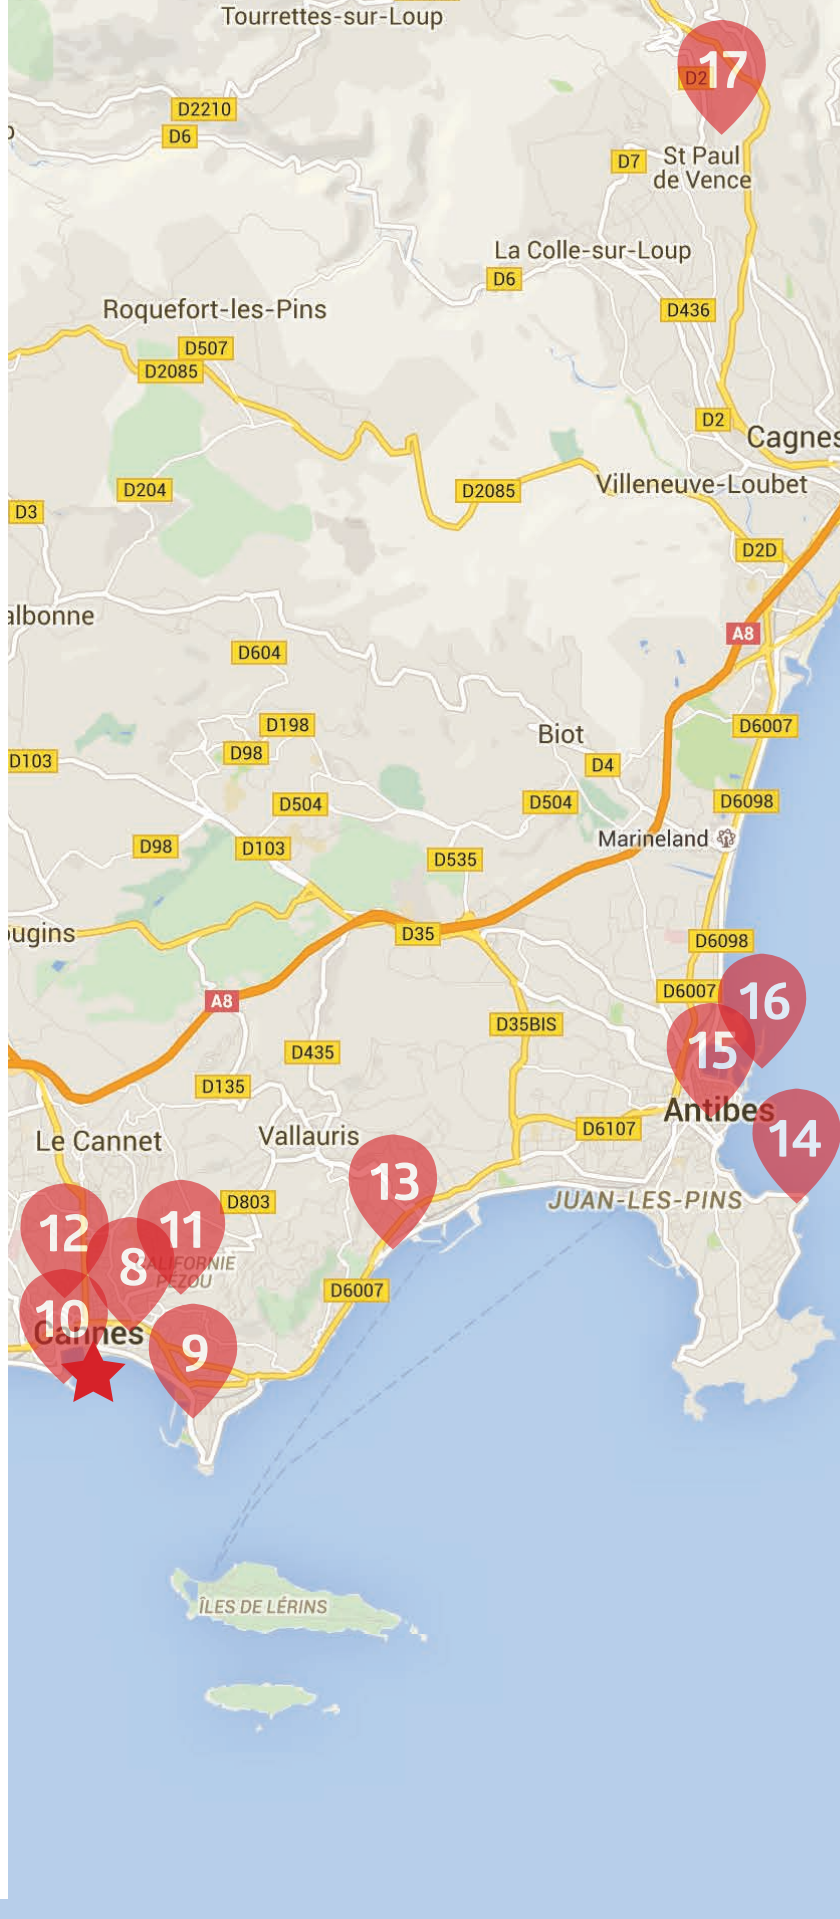 Tourrettes-sur-Loup
17
D2
D2210
D6
D7
St Paul
de Vence
La Colle-sur-Loup
D6
Roquefort-les-Pins
D436
D507
D2085
D2
Cagnes
D204
D2085
Villeneuve-Loubet
D3
D2D
albonne
A8
D604
D198
Biot
D6007
D98
D103
D4
D504
D504
D6098
Marineland
D98
D103
D535
ugins
D35
D6098
A8
D6007
16
D35BIS
15
D435
D135
Antibes
D6107
14
Le Cannet
Vallauris
13
D803
JUAN-LES-PINS
12
11
8
CALIFORNIE
PEZOU
D6007
10
Cannes
9
ÎLES DE LÉRINS